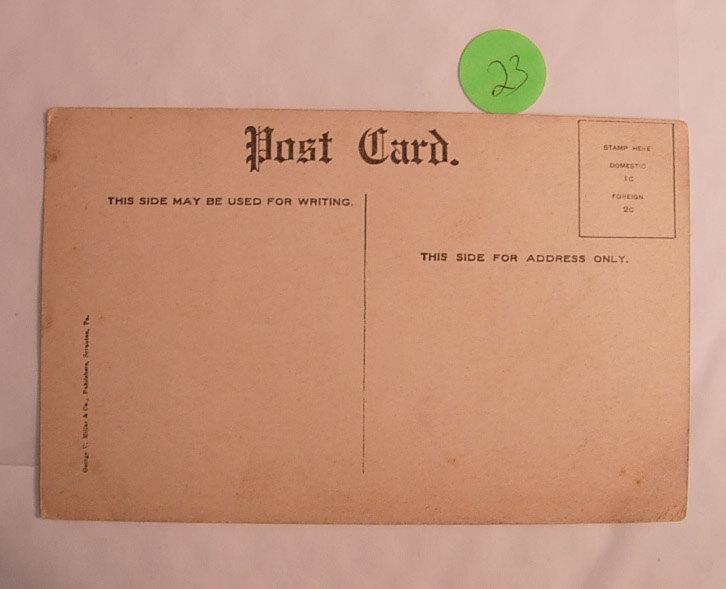 23
Post Card.
STAMP HERE
DOMESTIC
1C
FOREIGN
2C
THIS SIDE MAY BE USED FOR WRITING.
THIS SIDE FOR ADDRESS ONLY.
George V. Millar & Co., Publishers, Scranton, Pa.